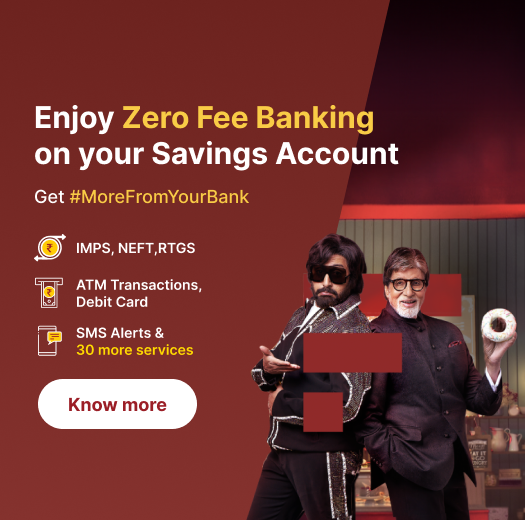 Enjoy Zero Fee Banking
on your Savings Account
Get #MoreFromYourBank
IMPS, NEFT,RTGS
ATM Transactions,
Debit Card
SMS Alerts &
30 more services
Know more